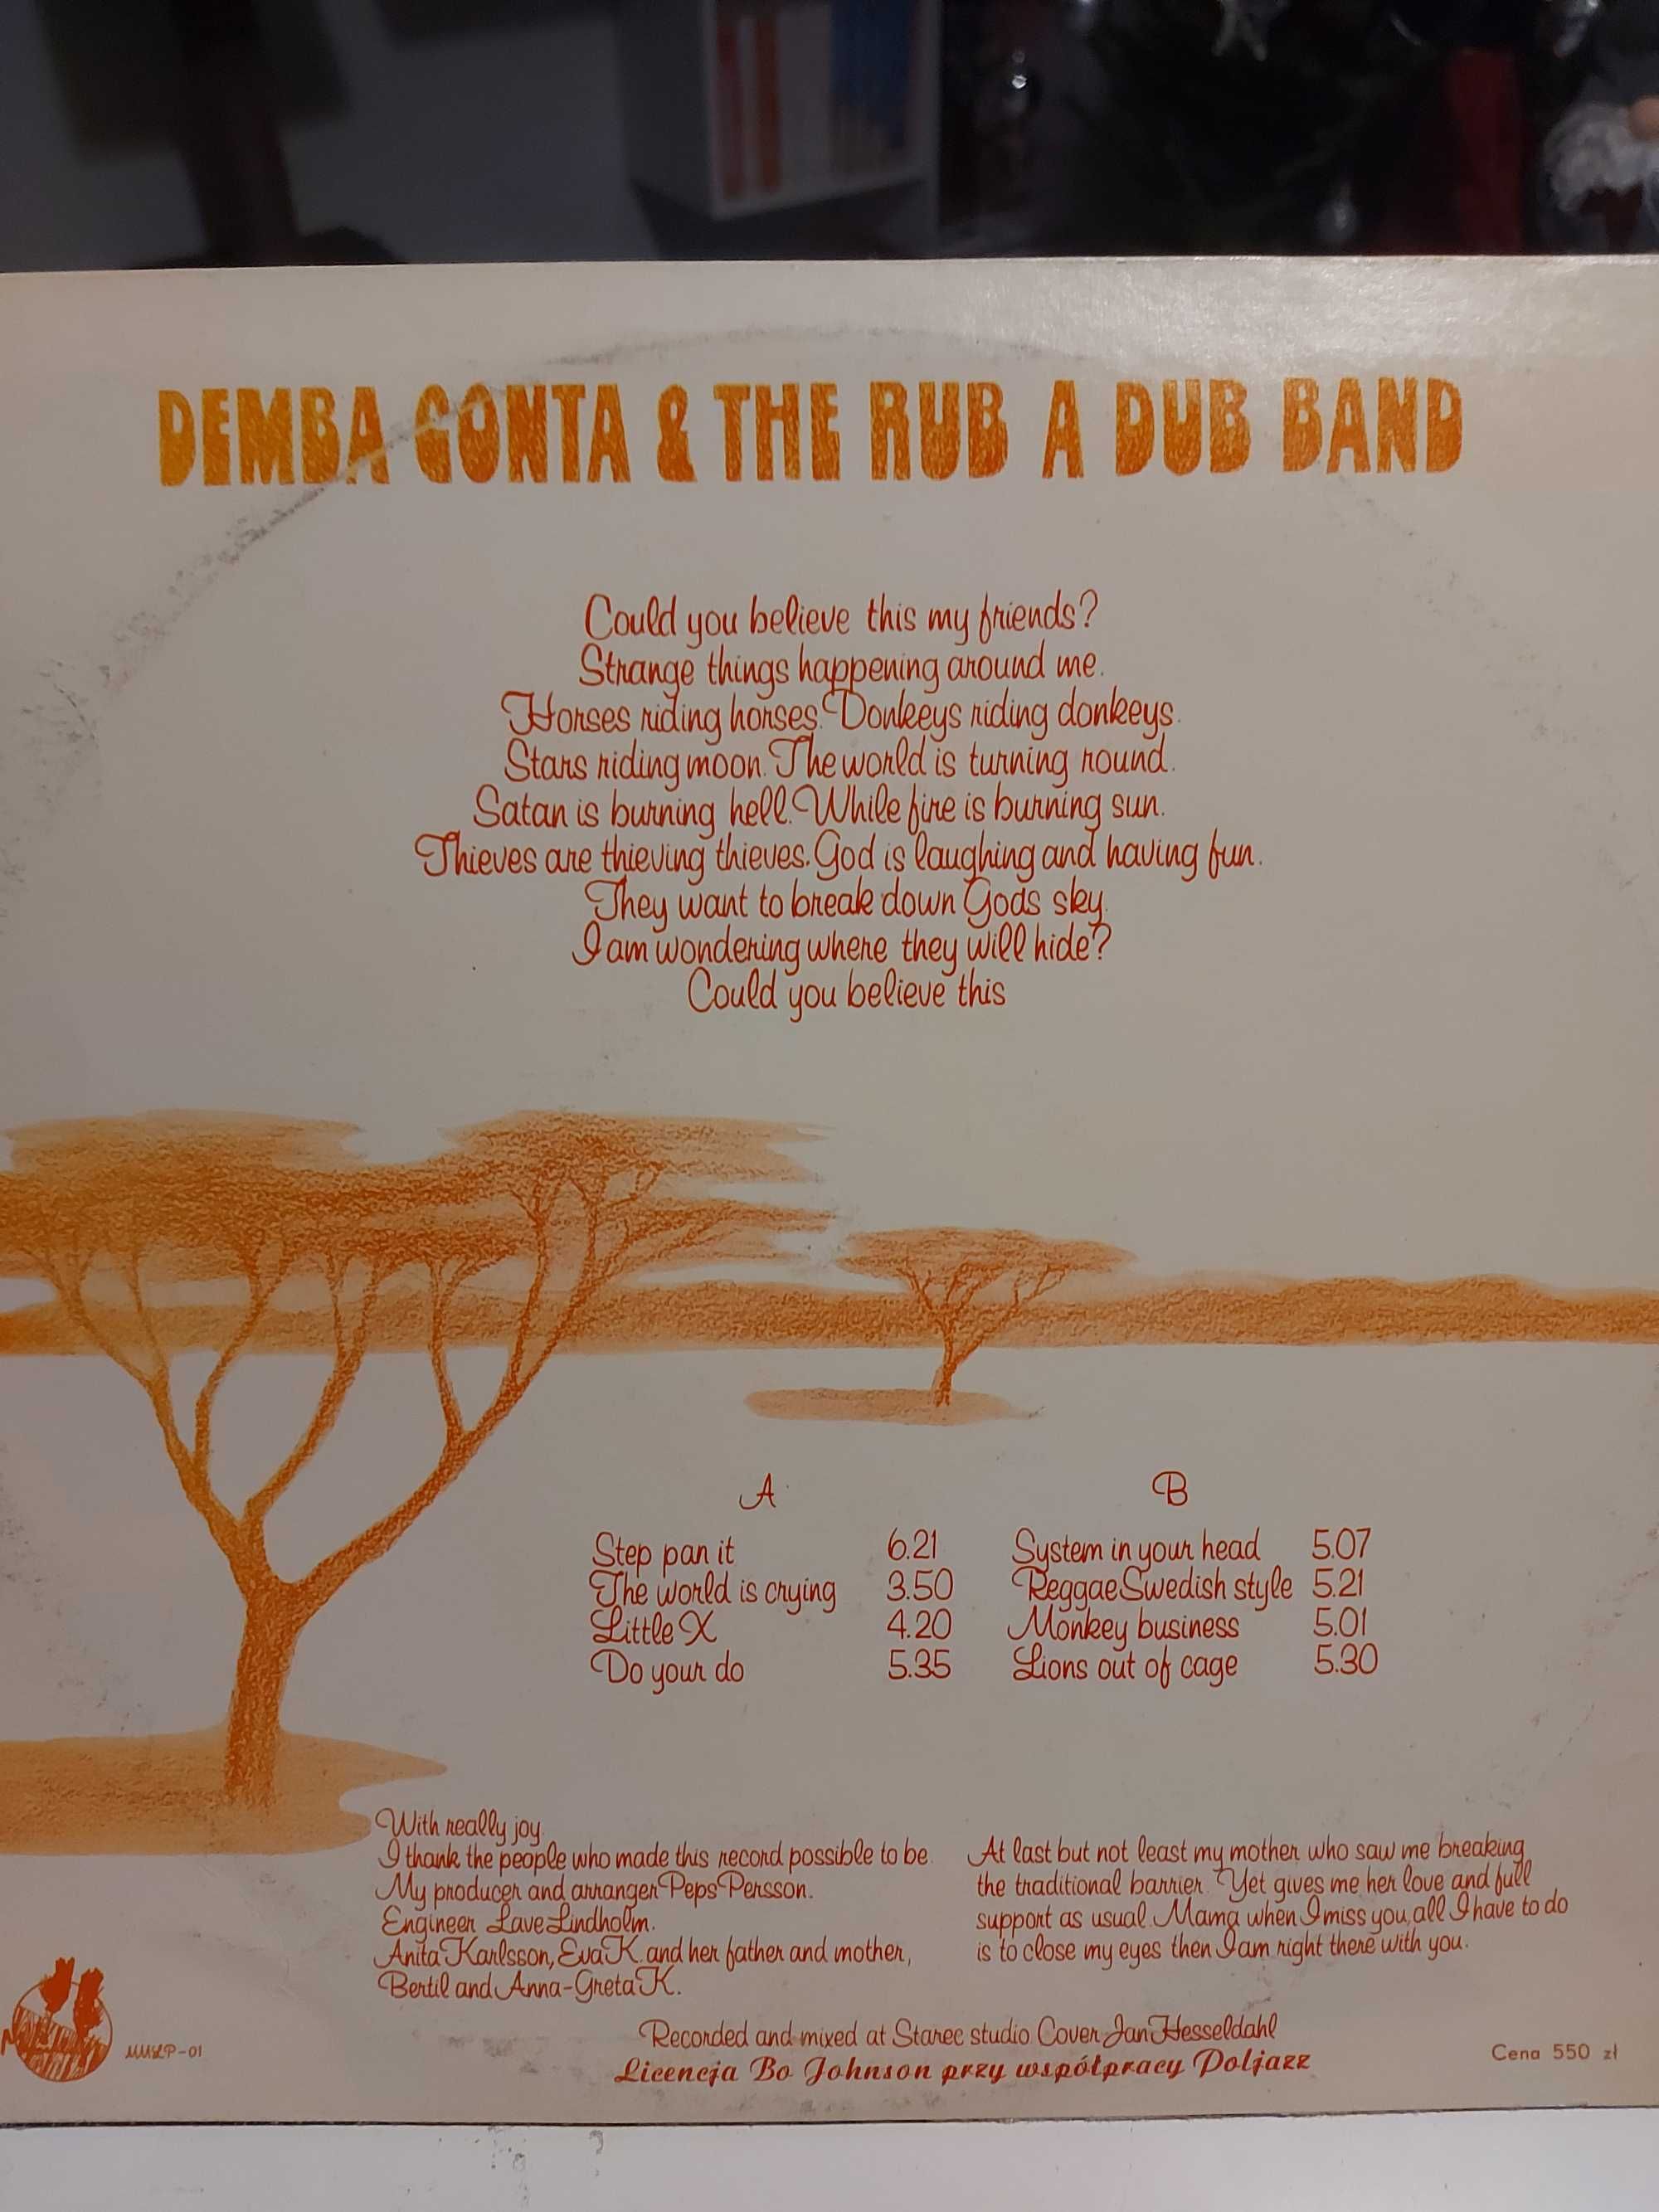 DEMBA CONTA & THE RUB A DUB BAND
Could you believe this my friends?
Strange things happening around me.
Horses riding horses. Donkeys riding donkeys.
Stars riding moon. The world is turning round.
Satan is burning hell. While fire is burning sun.
Thieves are thieving thieves. God is laughing and having fun.
They want to break down Gods sky.
I am wondering where they will hide?
Could you believe this
A
Step pan it 6.21
The world is crying 3.50
Little X 4.20
Do your do 5.35
B
System in your head 5.07
Reggae Swedish style 5.21
Monkey business 5.01
Lions out of cage 5.30
With really joy.
I thank the people who made this record possible to be.
My producer and arranger Peps Persson.
Engineer Lave Lindholm.
Anita Karlsson, Eva K. and her father and mother,
Bertil and Anna-Greta K.
At last but not least my mother who saw me breaking
the traditional barrier. Yet gives me her love and full
support as usual. Mama when I miss you, all I have to do
is to close my eyes then I am right there with you.
Recorded and mixed at Starec studio. Cover Jan Hesseldahl
Licencja Bo Johnson przy współpracy Poljazz
MMLP-01
Cena 550 zł